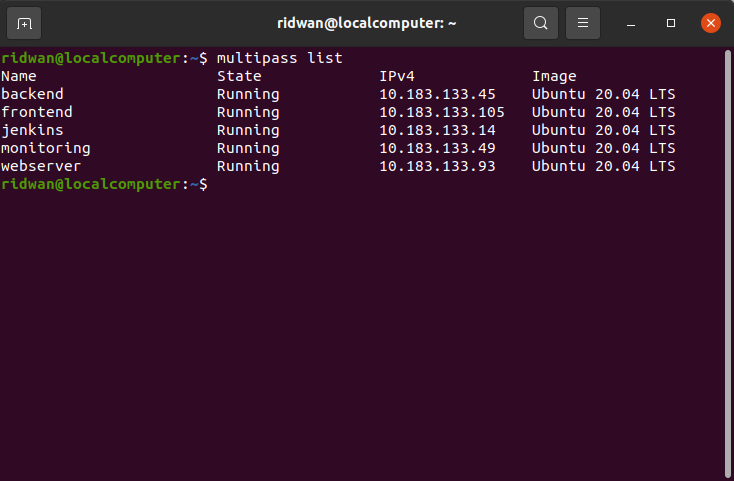 ridwan@localcomputer: ~
ridwan@localcomputer:~$ multipass list
Name                    State             IPv4             Image
backend                 Running           10.183.133.45    Ubuntu 20.04 LTS
frontend                Running           10.183.133.105   Ubuntu 20.04 LTS
jenkins                 Running           10.183.133.14    Ubuntu 20.04 LTS
monitoring              Running           10.183.133.49    Ubuntu 20.04 LTS
webserver               Running           10.183.133.93    Ubuntu 20.04 LTS
ridwan@localcomputer:~$